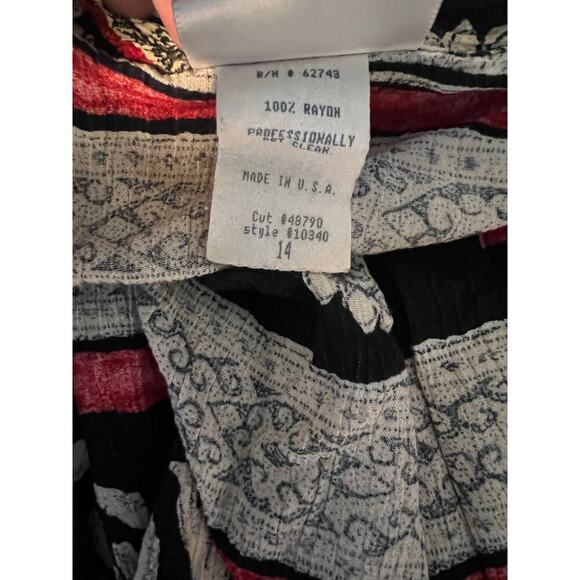 R/H # 62743
100% RAYON
PROFESSIONALLY
DRY CLEAN.
MADE IN U.S.A.
Cut #48790
style #10340
14